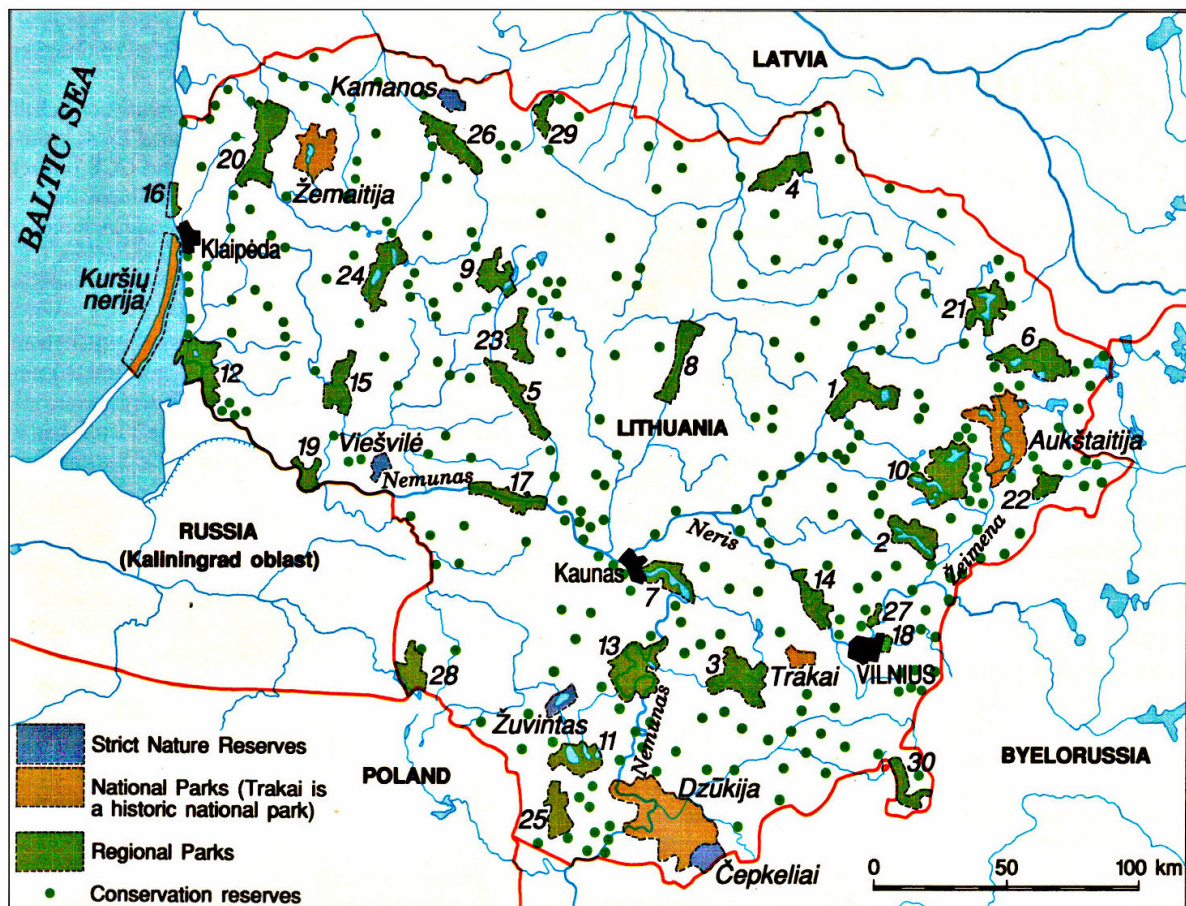 LATVIA
BALTIC SEA
Kamanos
26
29
20
Žemaitija
4
16
Klaipėda
Kuršių
nerija
24
9
21
23
6
12
15
5
8
1
LITHUANIA
Aukštaitija
19
Viešvilė
Nemunas
17
10
22
RUSSIA
(Kaliningrad oblast)
Neris
2
Žeimena
Kaunas
7
14
27
18
VILNIUS
28
13
3
Trakai
Nemunas
Žuvintas
11
BYELORUSSIA
30
POLAND
Dzūkija
25
Čepkeliai
Strict Nature Reserves
National Parks (Trakai is
a historic national park)
Regional Parks
Conservation reserves
0 50 100 km